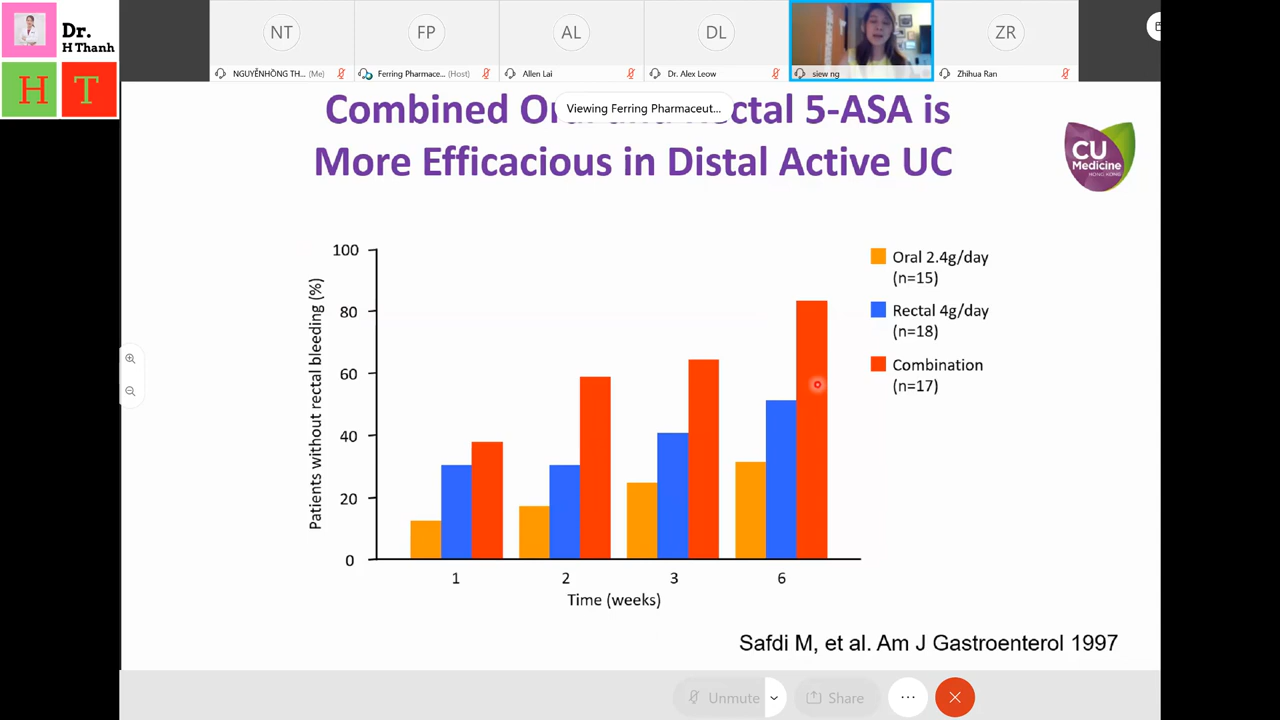 Dr.
H Thanh
H T
NT FP AL DL ZR
NGUYỄNHỒNG TH... (Me) Ferring Pharmace... (Host) Allen Lai Dr. Alex Leow siew ng Zhihua Ran
Viewing Ferring Pharmaceut...
Combined Or ctal 5-ASA is
More Efficacious in Distal Active UC
CU
Medicine
HONG KONG
Patients without rectal bleeding (%)
100
80
60
40
20
0
1 2 3 6
Time (weeks)
Oral 2.4g/day
(n=15)
Rectal 4g/day
(n=18)
Combination
(n=17)
Safdi M, et al. Am J Gastroenterol 1997
Unmute Share